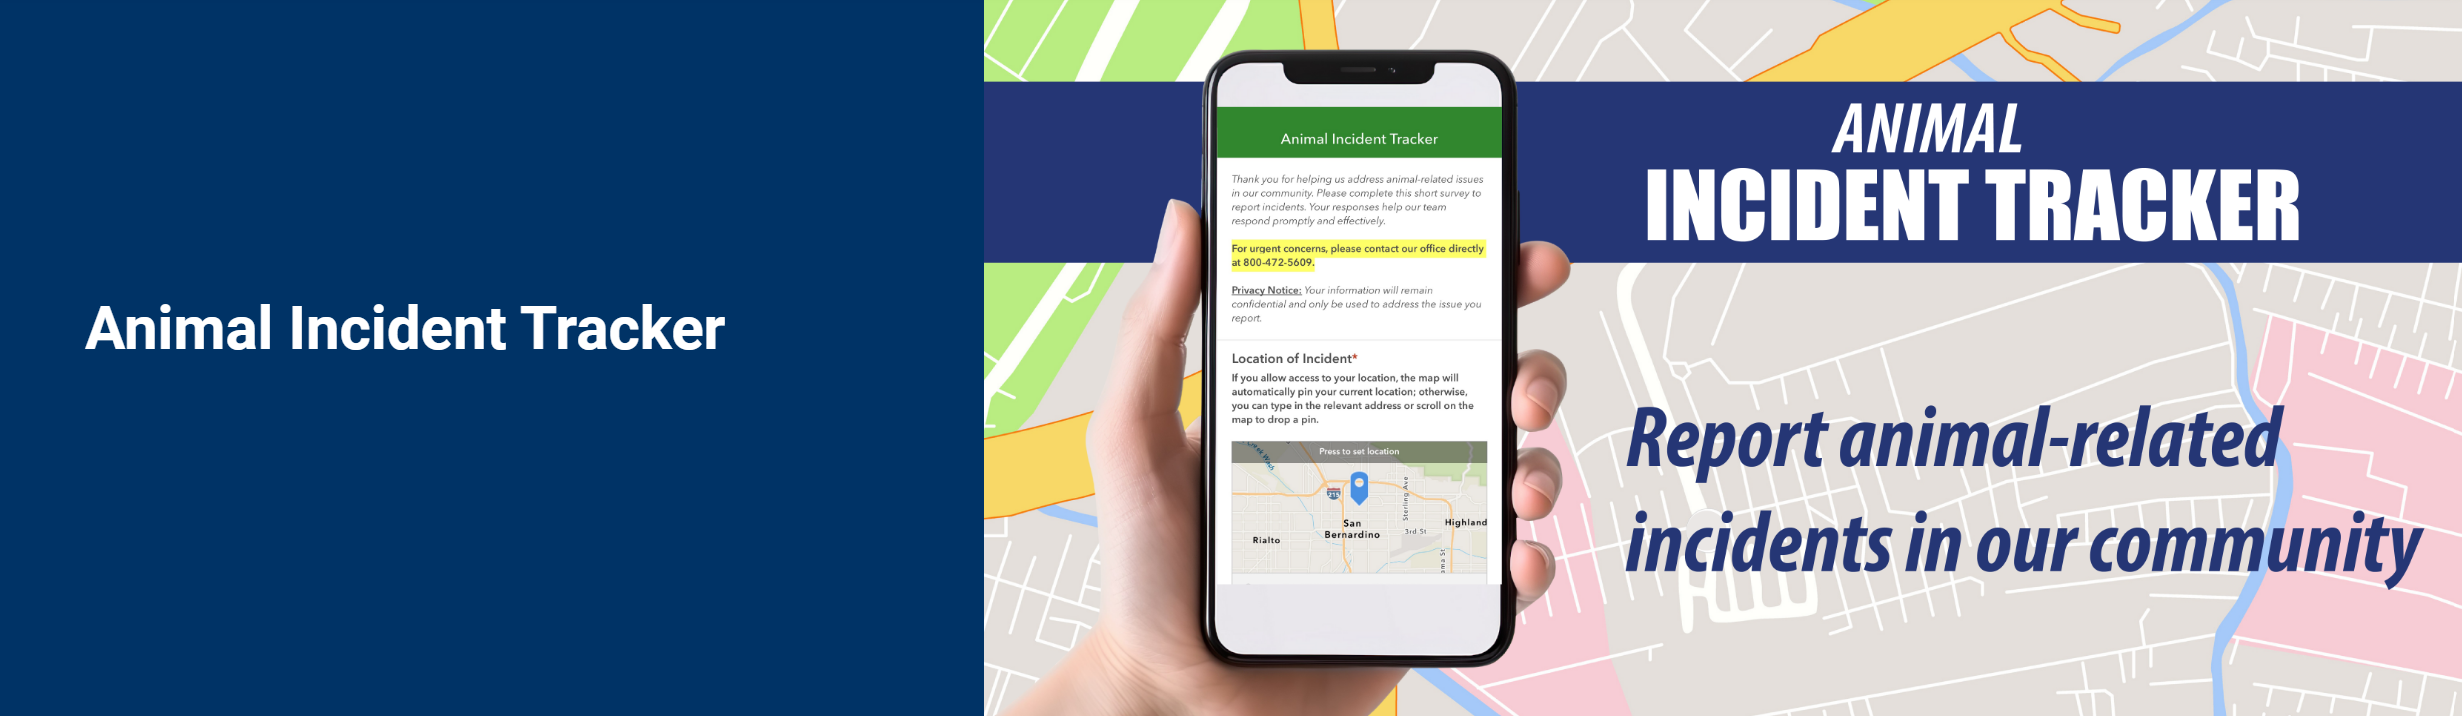 Animal Incident Tracker
Animal Incident Tracker
Thank you for helping us address animal-related issues
in our community. Please complete this short survey to
report incidents. Your responses help our team
respond promptly and effectively.
For urgent concerns, please contact our office directly
at 800-472-5609.
Privacy Notice: Your information will remain
confidential and only be used to address the issue you
report.
Location of Incident*
If you allow access to your location, the map will
automatically pin your current location; otherwise,
you can type in the relevant address or scroll on the
map to drop a pin.
Press to set location
215
Sterling Ave
San
Bernardino
Highland
3rd St
Rialto
ANIMAL
INCIDENT TRACKER
Report animal-related
incidents in our community